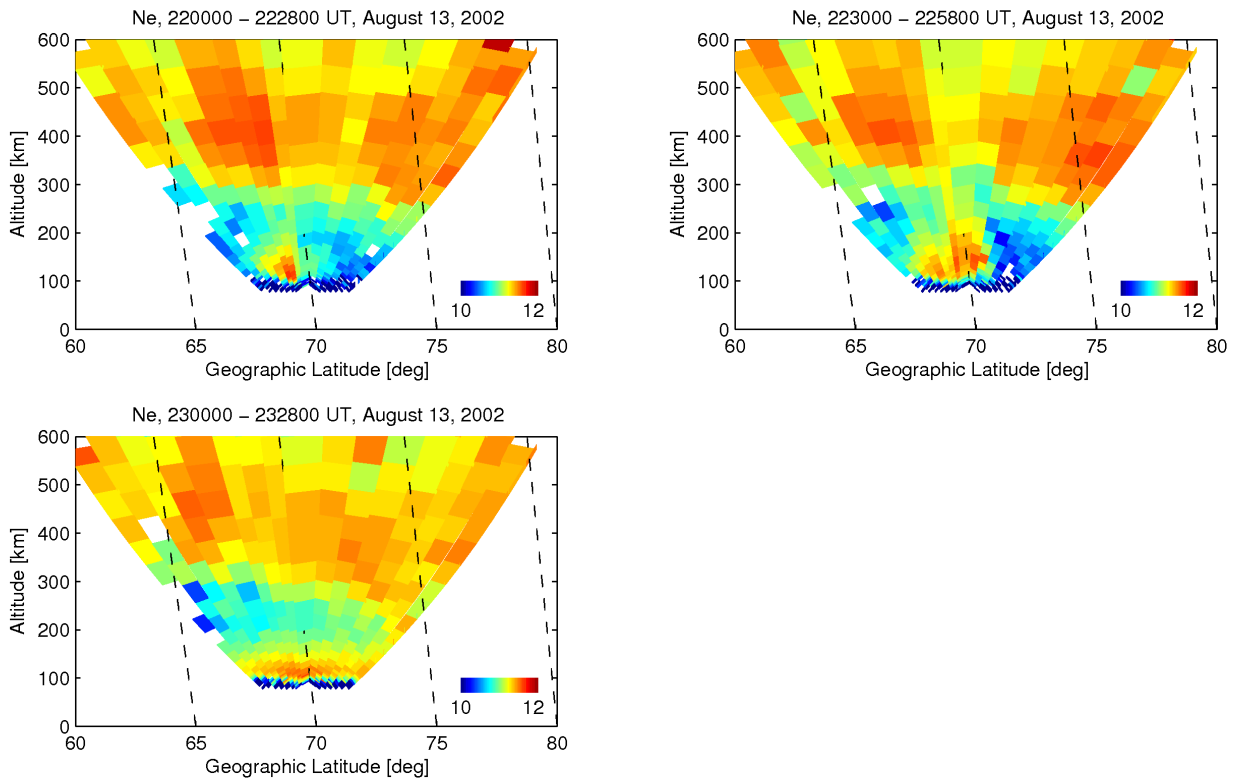 Ne, 220000 − 222800 UT, August 13, 2002
600
500
400
300
200
100
0
Altitude [km]
10 12
60 65 70 75 80
Geographic Latitude [deg]
Ne, 223000 − 225800 UT, August 13, 2002
600
500
400
300
200
100
0
Altitude [km]
10 12
60 65 70 75 80
Geographic Latitude [deg]
Ne, 230000 − 232800 UT, August 13, 2002
600
500
400
300
200
100
0
Altitude [km]
10 12
60 65 70 75 80
Geographic Latitude [deg]